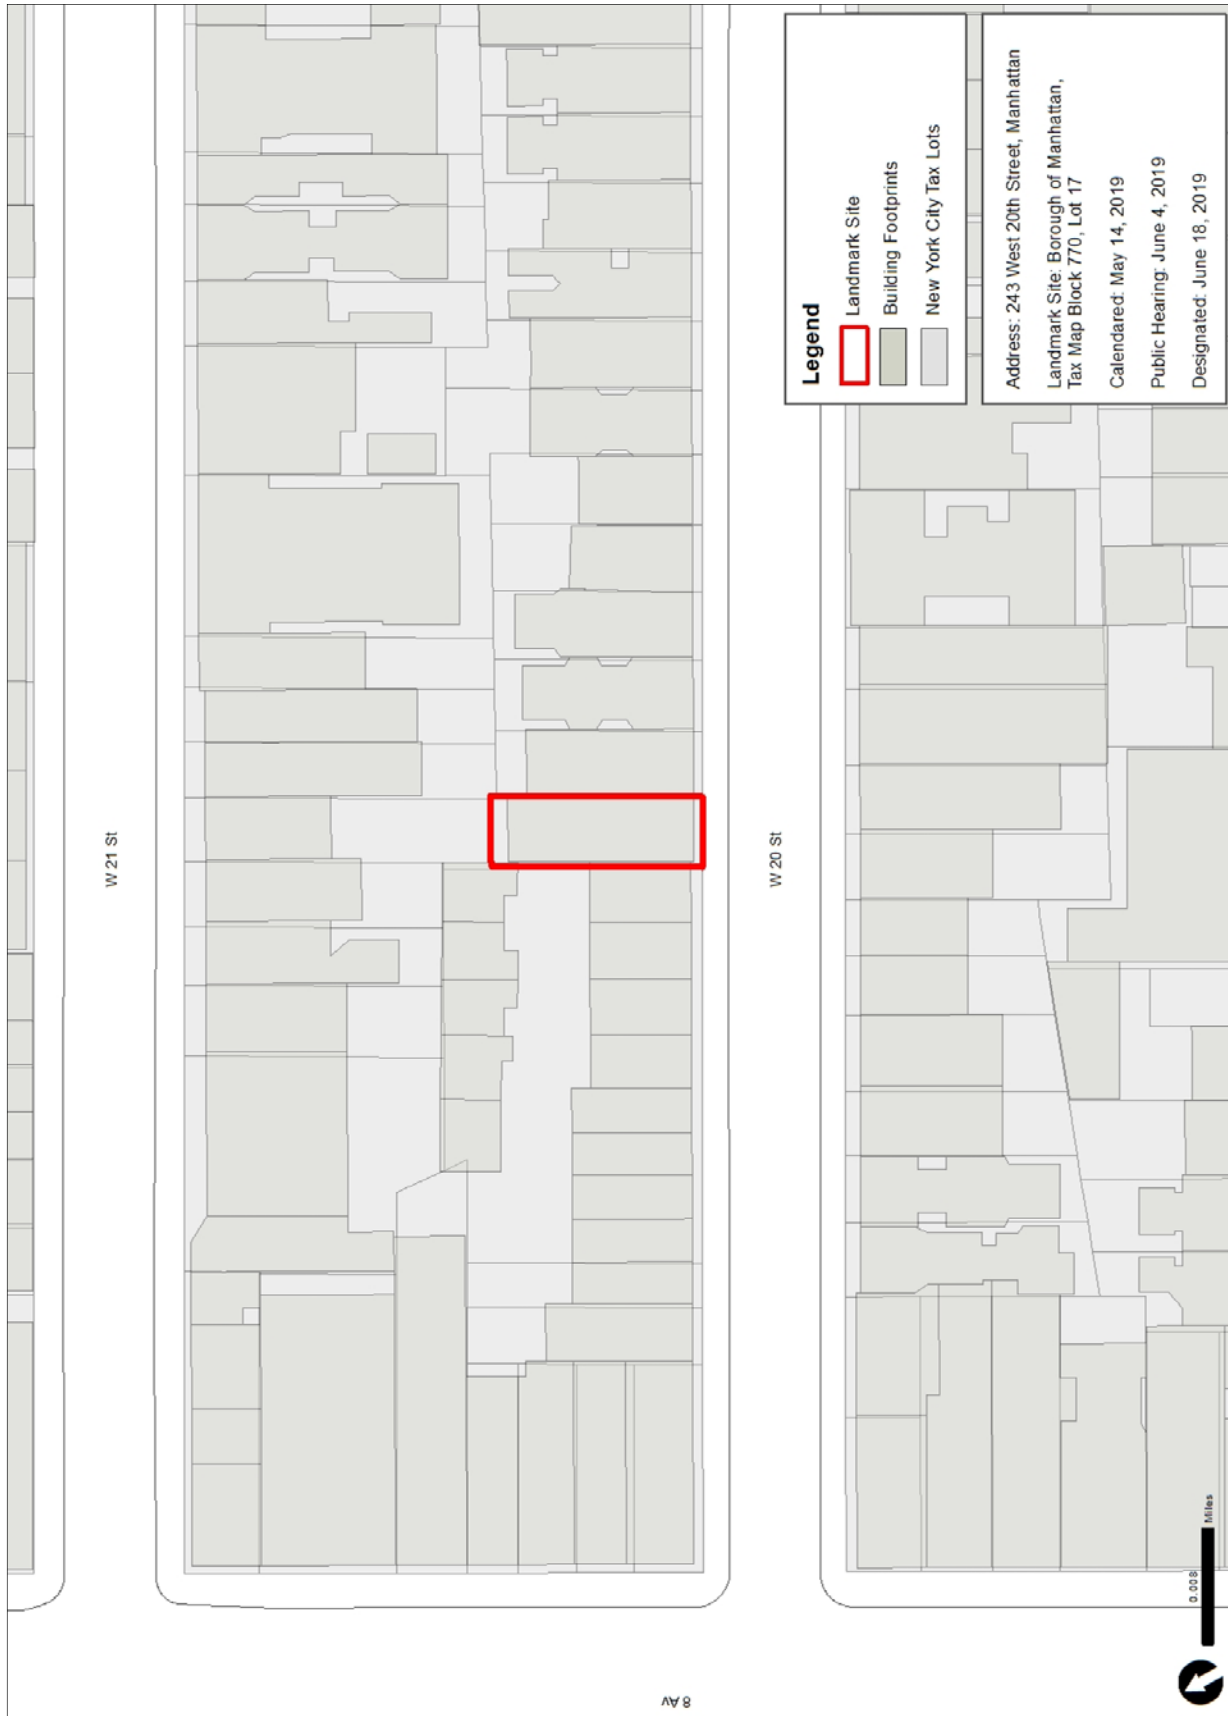 W 21 St
W 20 St
8 Av
Legend
Landmark Site
Building Footprints
New York City Tax Lots
Address: 243 West 20th Street, Manhattan
Landmark Site: Borough of Manhattan,
Tax Map Block 770, Lot 17
Calendared: May 14, 2019
Public Hearing: June 4, 2019
Designated: June 18, 2019
0.008
Miles